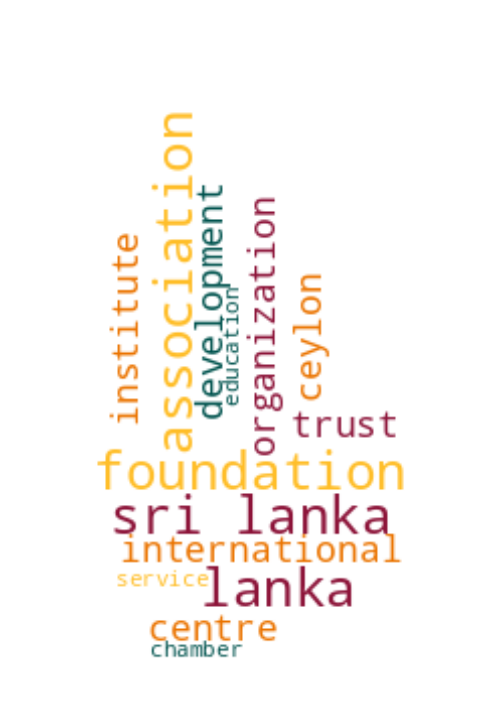 institute
association
development
education
organization
ceylon
trust
foundation
sri lanka
international
service
lanka
centre
chamber